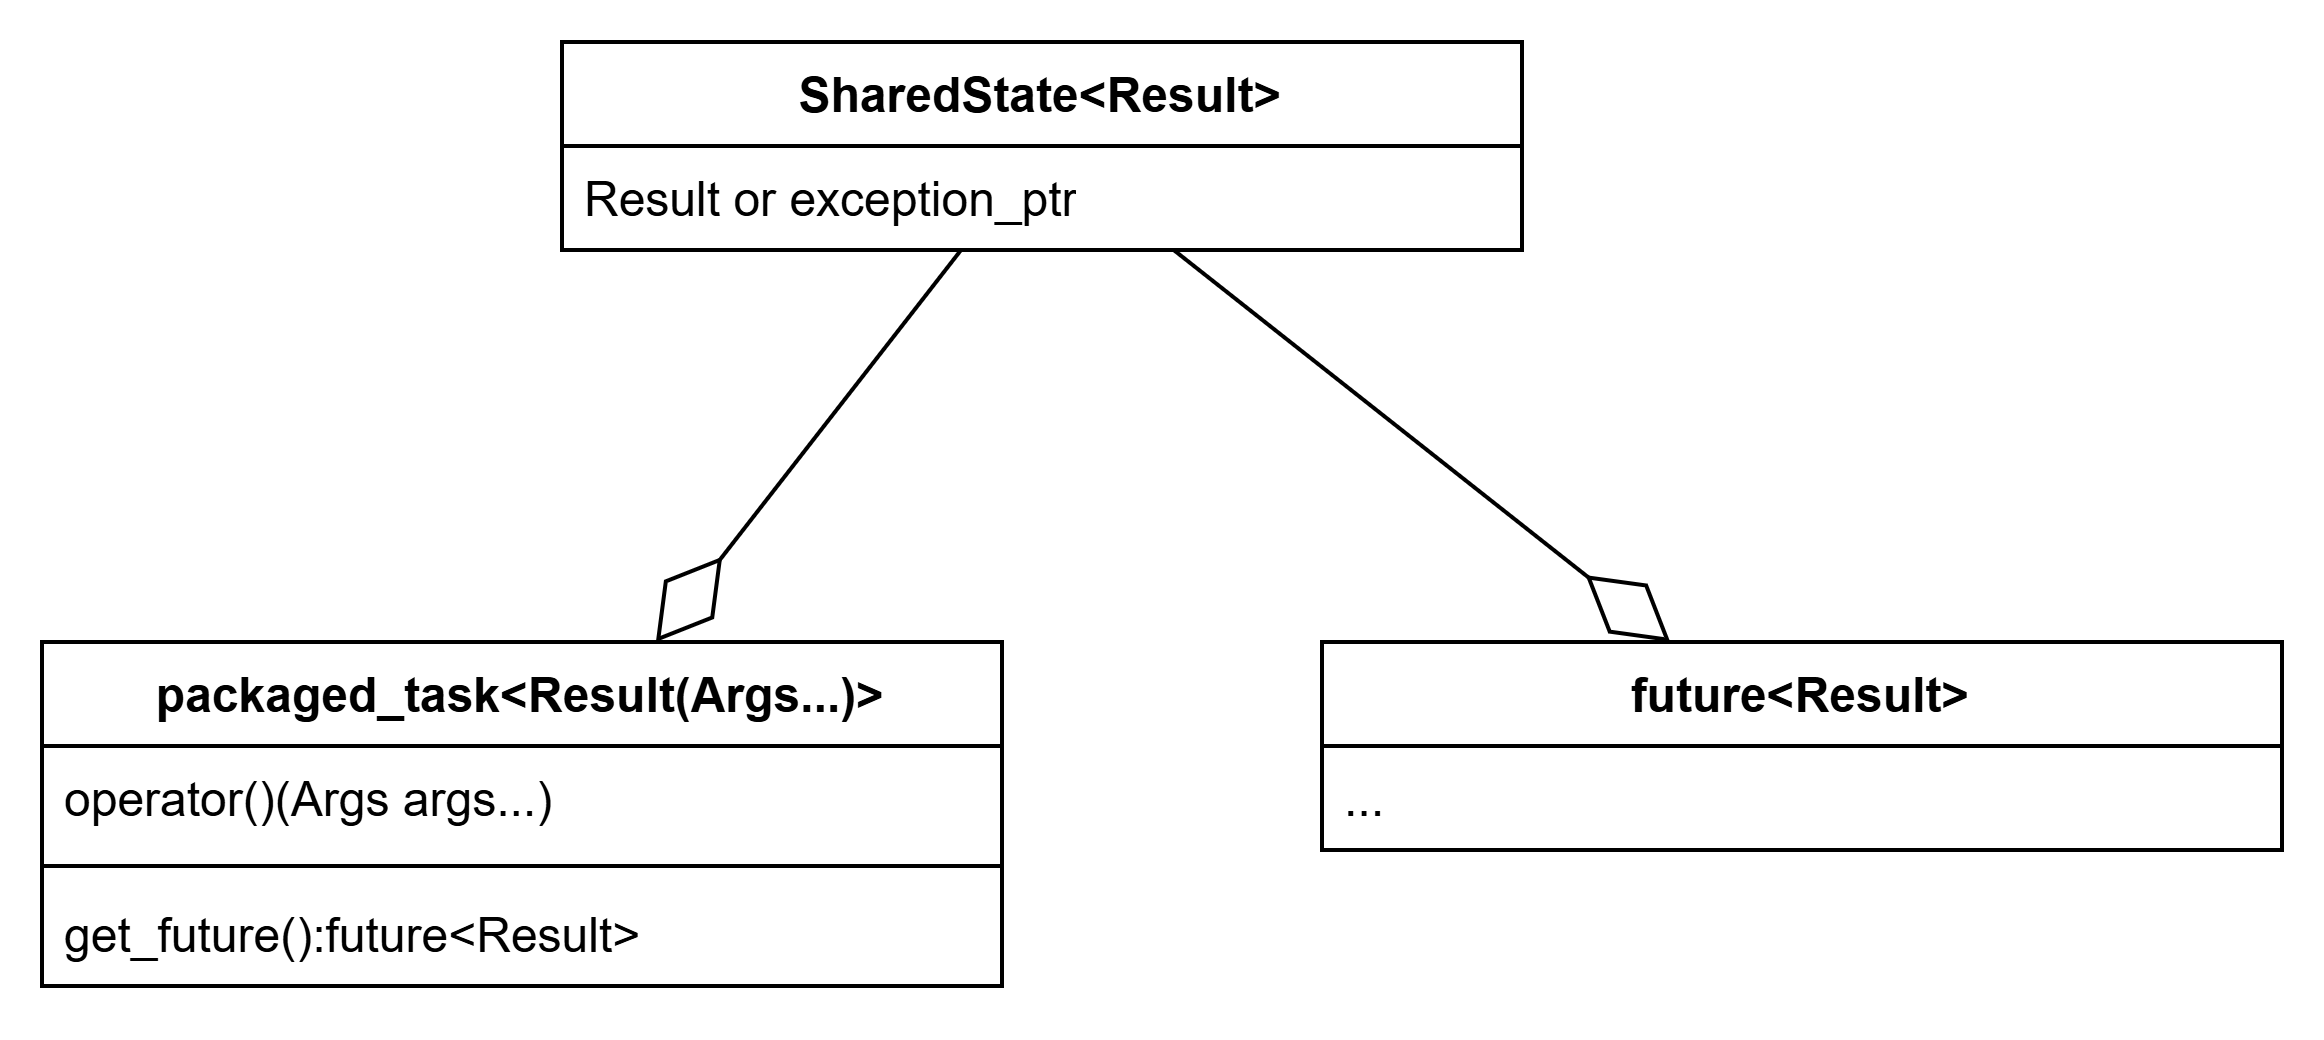 SharedState<Result>
Result or exception_ptr
packaged_task<Result(Args...)>
operator()(Args args...)
get_future():future<Result>
future<Result>
...